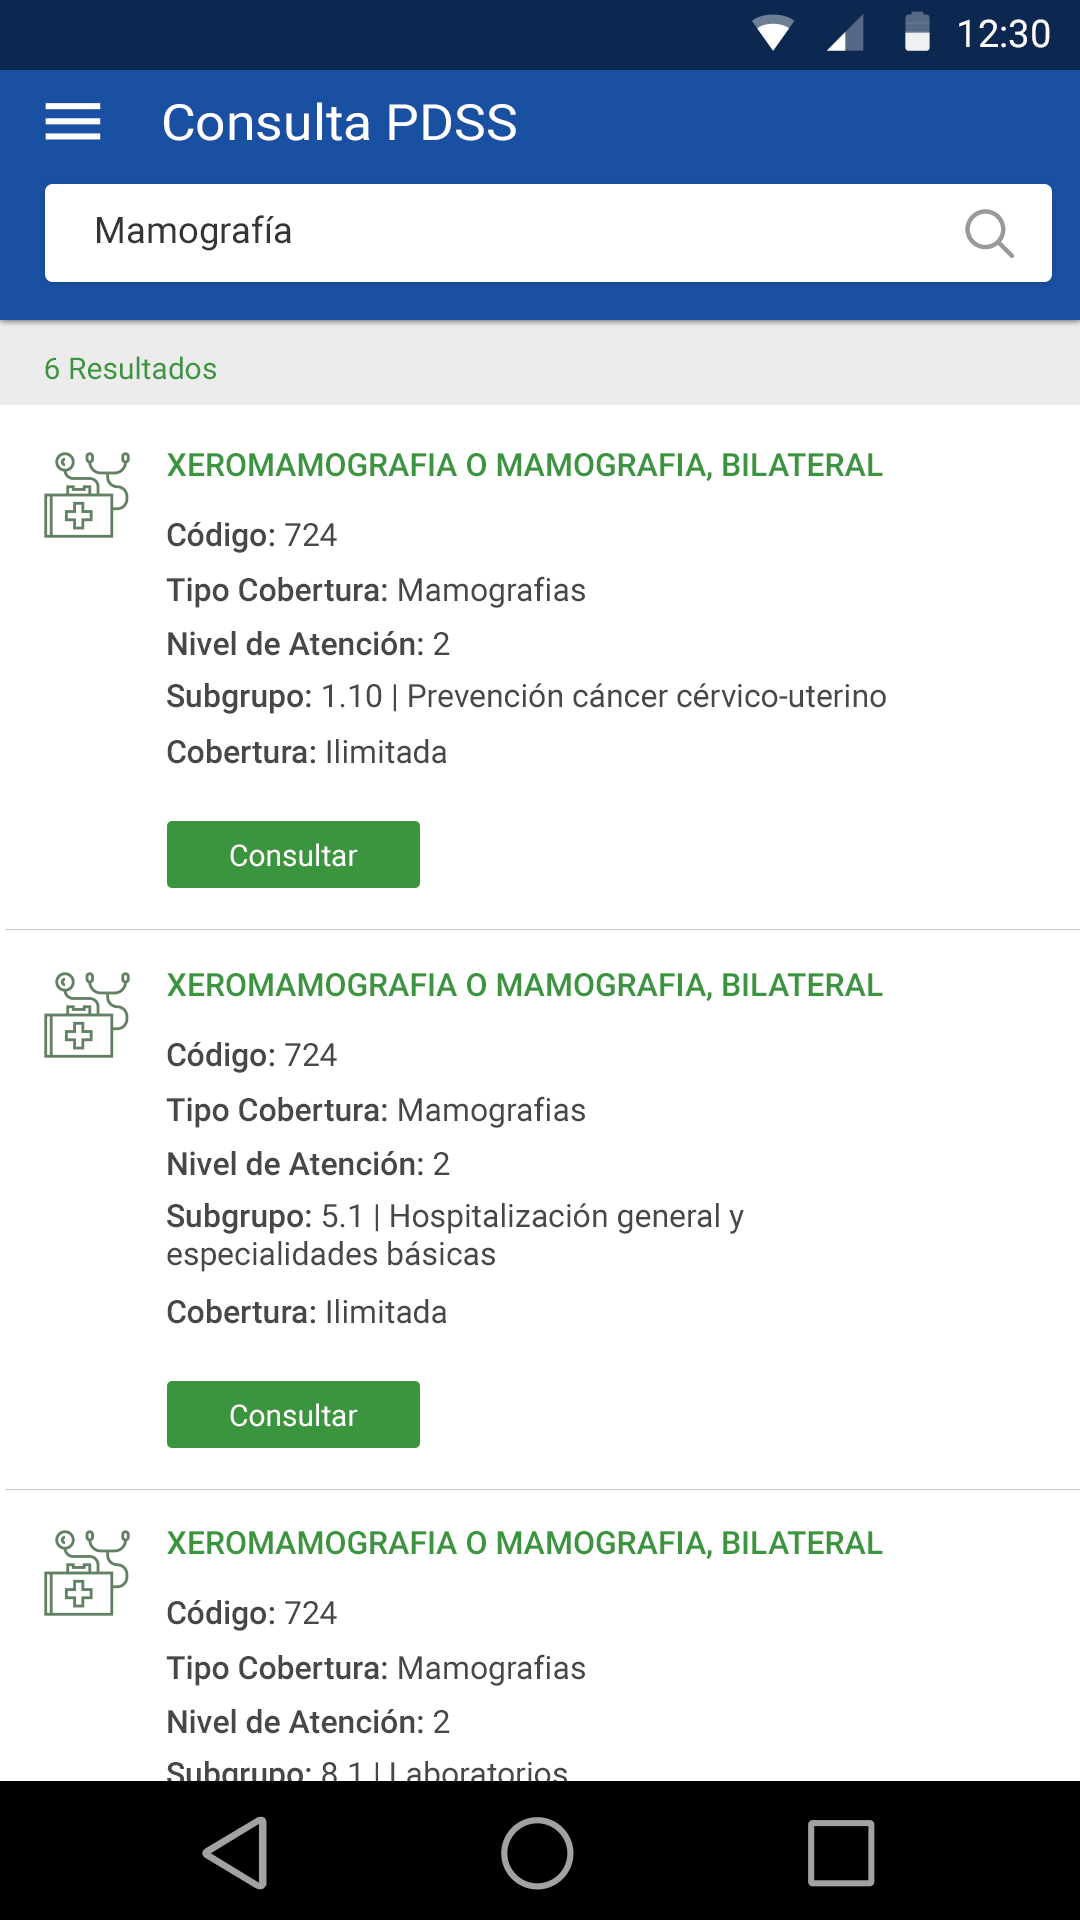 12:30
Consulta PDSS
Mamografía
6 Resultados
XEROMAMOGRAFIA O MAMOGRAFIA, BILATERAL
Código: 724
Tipo Cobertura: Mamografias
Nivel de Atención: 2
Subgrupo: 1.10 | Prevención cáncer cérvico-uterino
Cobertura: Ilimitada
Consultar
XEROMAMOGRAFIA O MAMOGRAFIA, BILATERAL
Código: 724
Tipo Cobertura: Mamografias
Nivel de Atención: 2
Subgrupo: 5.1 | Hospitalización general y
especialidades básicas
Cobertura: Ilimitada
Consultar
XEROMAMOGRAFIA O MAMOGRAFIA, BILATERAL
Código: 724
Tipo Cobertura: Mamografias
Nivel de Atención: 2
Subgrupo: 8.1 | Laboratorios